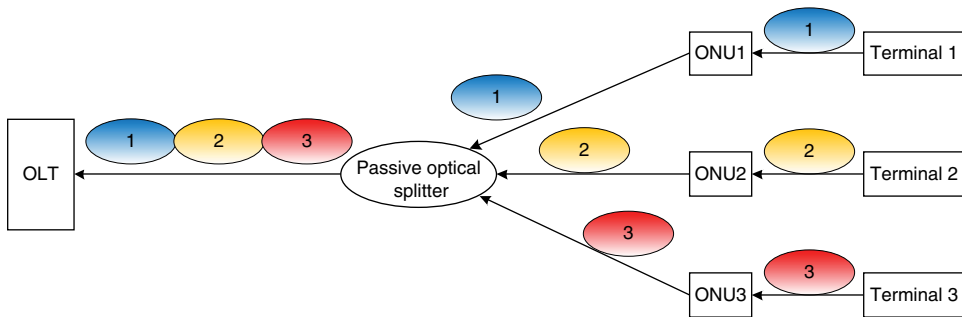 1
ONU1
Terminal 1
1
1
2
3
2
2
OLT
Passive optical
splitter
ONU2
Terminal 2
3
3
ONU3
Terminal 3